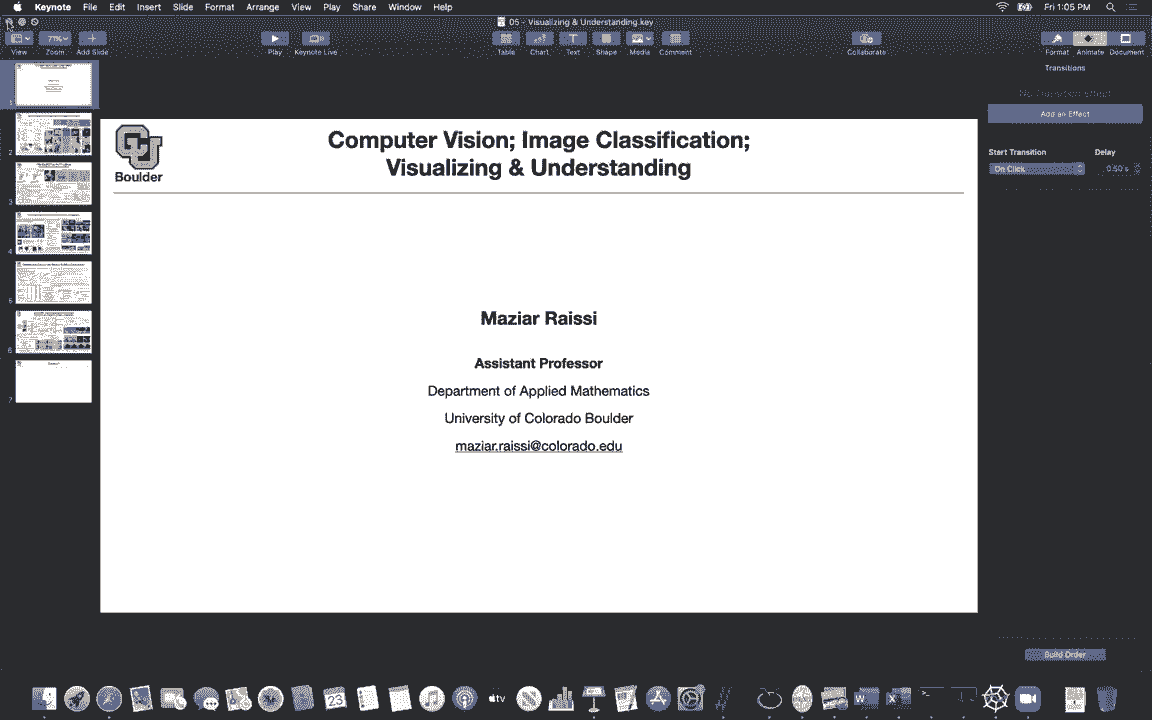 Keynote File Edit Insert Slide Format Arrange View Play Share Window Help
Fri 1:05 PM
05 - Visualizing & Understanding.key
71%
View Zoom Add Slide
Play Keynote Live
Table Chart Text Shape Media Comment
Collaborate
Format Animate Document
Transitions
No Transition Effect
Add an Effect
Start Transition Delay
On Click 0.50 s
1
2
3
4
5
6
7
CU
Boulder
Computer Vision; Image Classification;
Visualizing & Understanding
Maziar Raissi
Assistant Professor
Department of Applied Mathematics
University of Colorado Boulder
maziar.raissi@colorado.edu
Build Order
23
tv
W
X